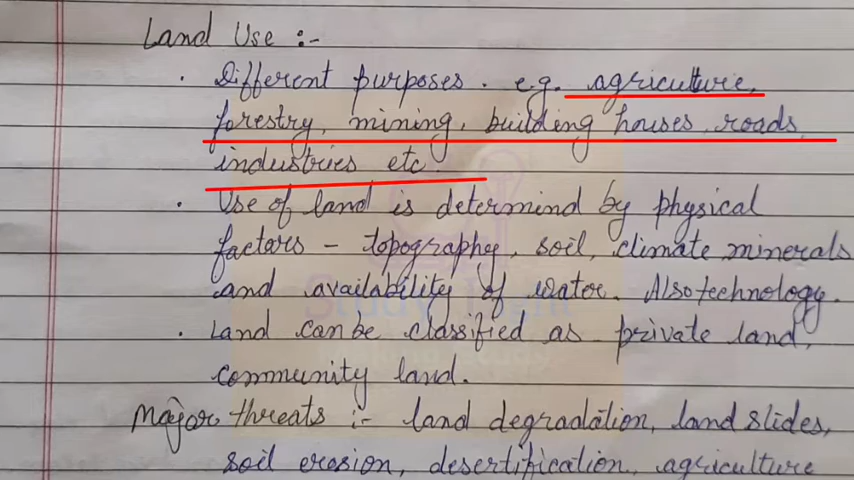 Land Use :-
· Different purposes. e.g. agriculture,
forestry, mining, building houses, roads,
industries etc.
· Use of land is determind by physical
factors - topography, soil, climate minerals
and availability of water. Also technology.
· Land can be classified as private land,
community land.
Major threats :- land degradation, land slides,
soil erosion, desertification, agriculture